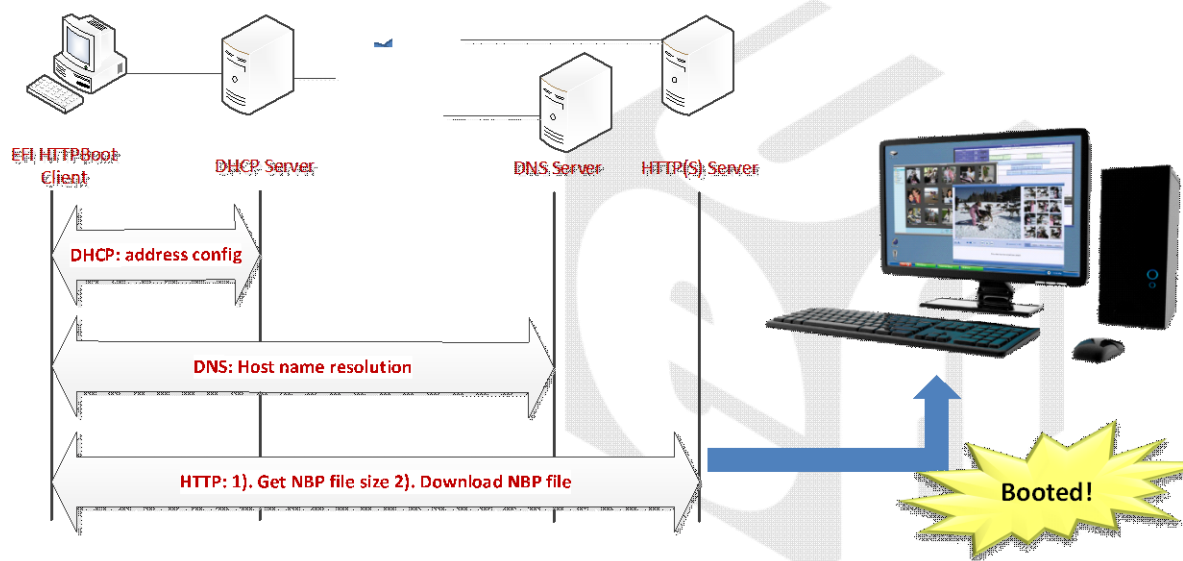 EFI HTTPBoot
Client
DHCP Server
DNS Server
HTTP(S) Server
DHCP: address config
DNS: Host name resolution
HTTP: 1). Get NBP file size 2). Download NBP file
Booted!